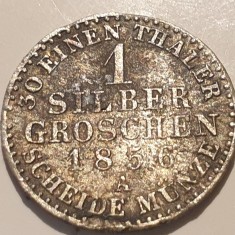 30 EINEN THALER
1
SILBER
GROSCHEN
1856
A
SCHEIDE MÜNZE